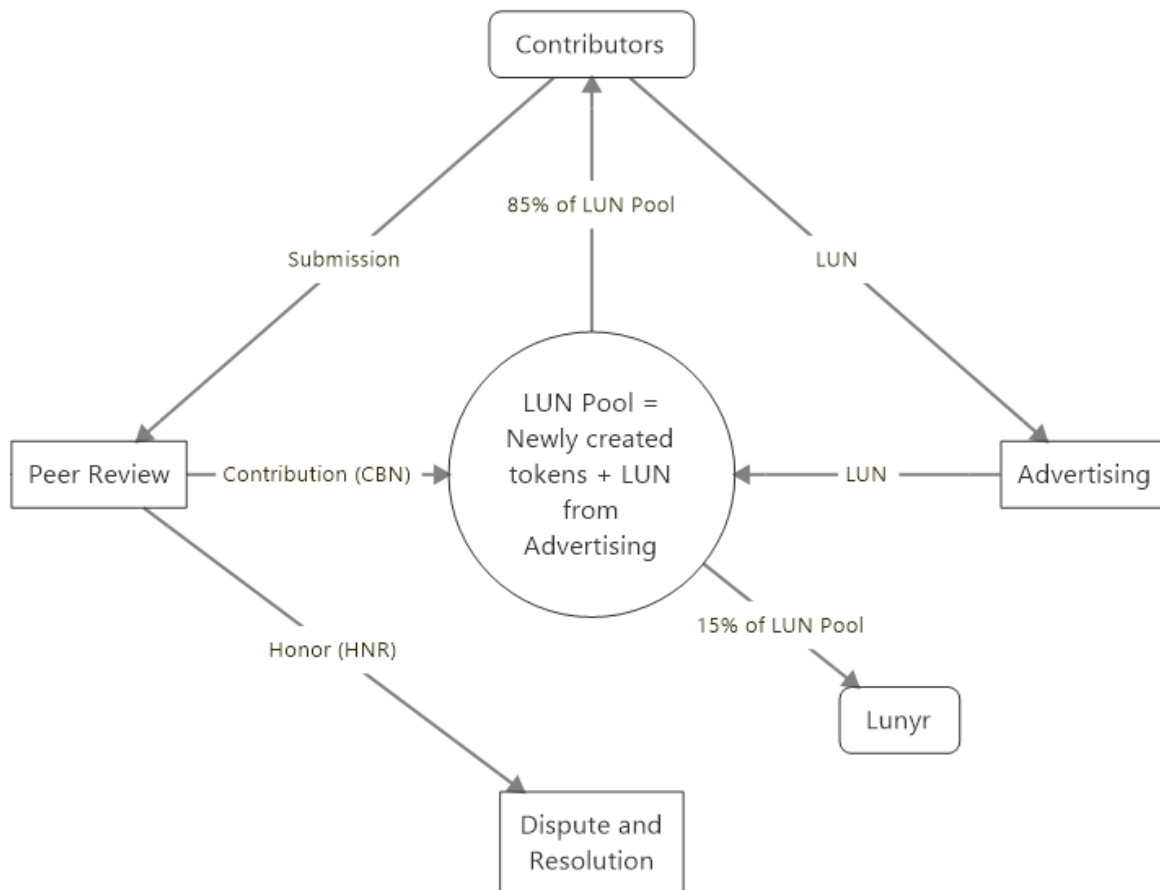 Contributors
85% of LUN Pool
Submission
LUN
LUN Pool =
Newly created
tokens + LUN
from
Advertising
Peer Review
Contribution (CBN)
LUN
Advertising
15% of LUN Pool
Honor (HNR)
Lunyr
Dispute and
Resolution